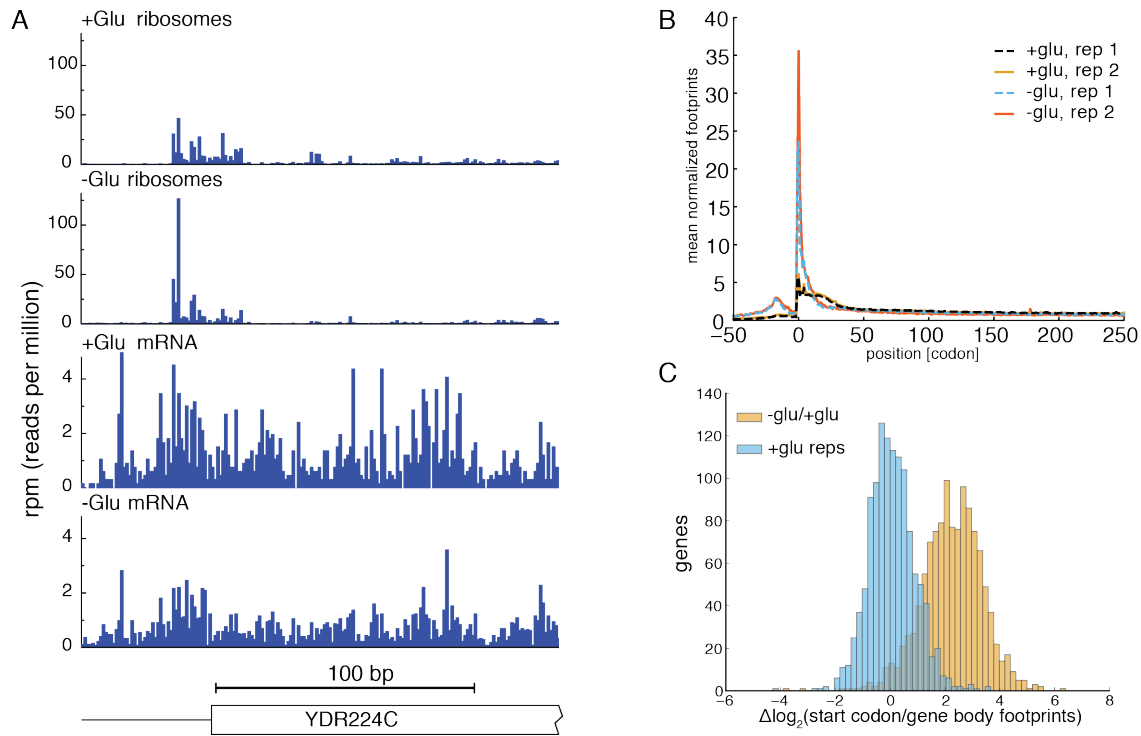 A
+Glu ribosomes
100
50
0
-Glu ribosomes
100
50
0
+Glu mRNA
4
2
0
-Glu mRNA
4
2
0
rpm (reads per million)
100 bp
YDR224C
B
40
35
30
25
20
15
10
5
0
−50 0 50 100 150 200 250
mean normalized footprints
position [codon]
+glu, rep 1
+glu, rep 2
-glu, rep 1
-glu, rep 2
C
140
120
100
80
60
40
20
0
−6 −4 −2 0 2 4 6 8
genes
Δlog2(start codon/gene body footprints)
-glu/+glu
+glu reps